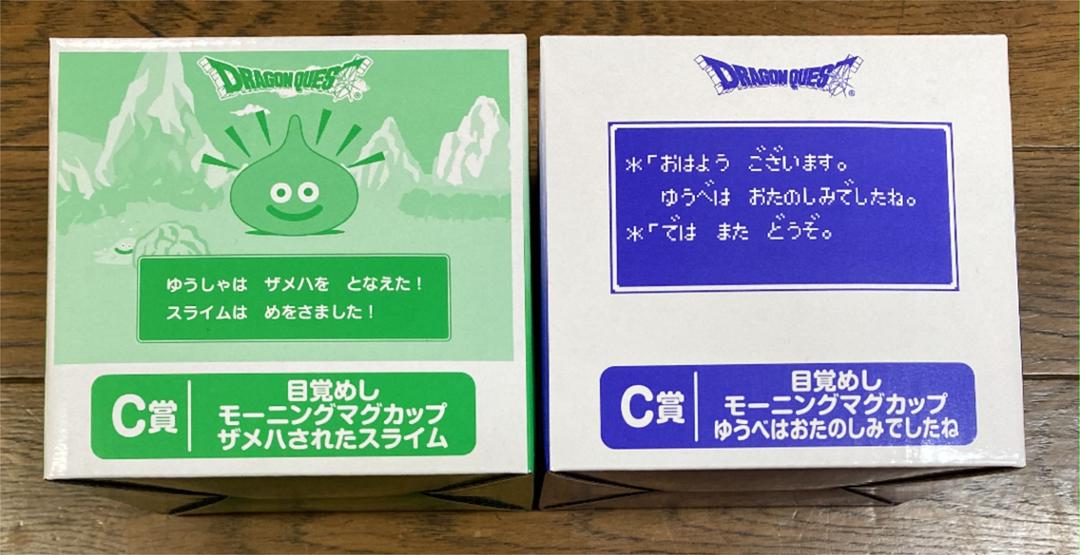 DRAGON QUEST®
ゆうしゃは ザメハを となえた！
スライムは めをさました！
C賞
目覚めし
モーニングマグカップ
ザメハされたスライム
DRAGON QUEST®
＊「おはよう ございます。
ゆうべは おたのしみでしたね。
＊「では また どうぞ。
C賞
目覚めし
モーニングマグカップ
ゆうべはおたのしみでしたね